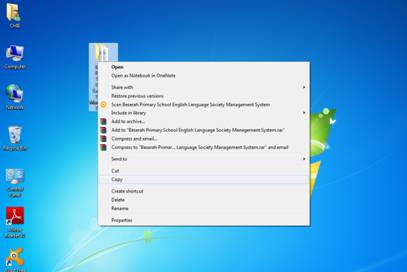 CHB
Computer
Network
Recycle Bin
Control
Panel
Adobe
Reader XI
Open
Open as Notebook in OneNote
Share with
Restore previous versions
Scan Beserah Primary School English Language Society Management System
Include in library
Add to archive...
Add to "Beserah Primary School English Language Society Management System.rar"
Compress and email...
Compress to "Beserah Primar... Language Society Management System.rar" and email
Send to
Cut
Copy
Create shortcut
Delete
Rename
Properties